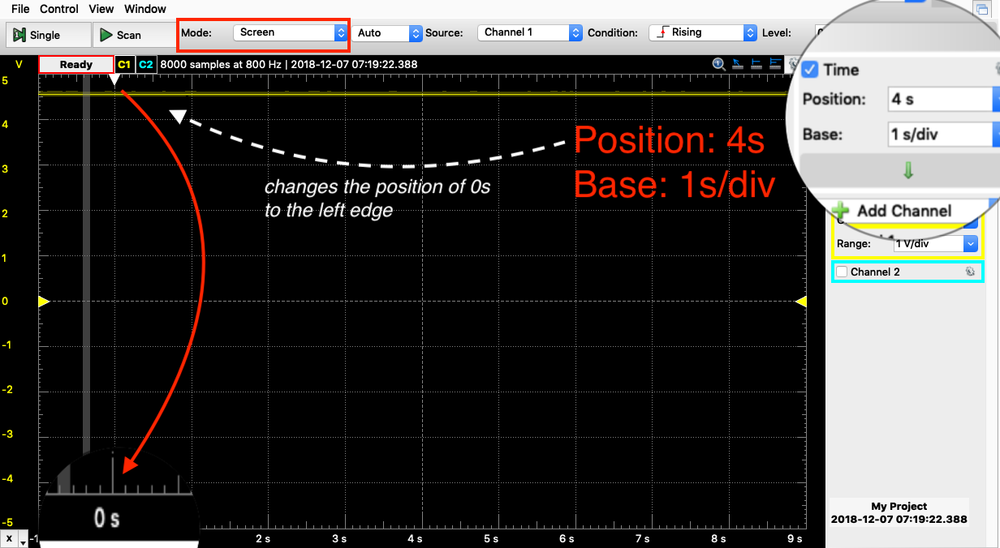 File Control View Window
Single Scan Mode: Screen Auto Source: Channel 1 Condition: Rising Level:
V Ready C1 C2 8000 samples at 800 Hz | 2018-12-07 07:19:22.388
Time
Position: 4 s
Base: 1 s/div
Add Channel
Range: 1 V/div
Channel 2
5
4
3
2
1
0
-1
-2
-3
-4
-5
Position: 4s
Base: 1s/div
changes the position of 0s
to the left edge
0 s
My Project
2018-12-07 07:19:22.388
X -1 2 s 3 s 4 s 5 s 6 s 7 s 8 s 9 s